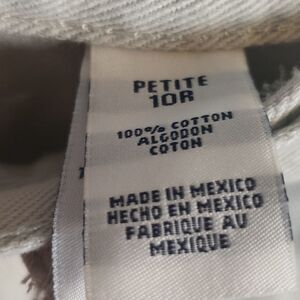 PETITE
10R
100% COTTON
ALGODON
COTON
MADE IN MEXICO
HECHO EN MEXICO
FABRIQUE AU
MEXIQUE